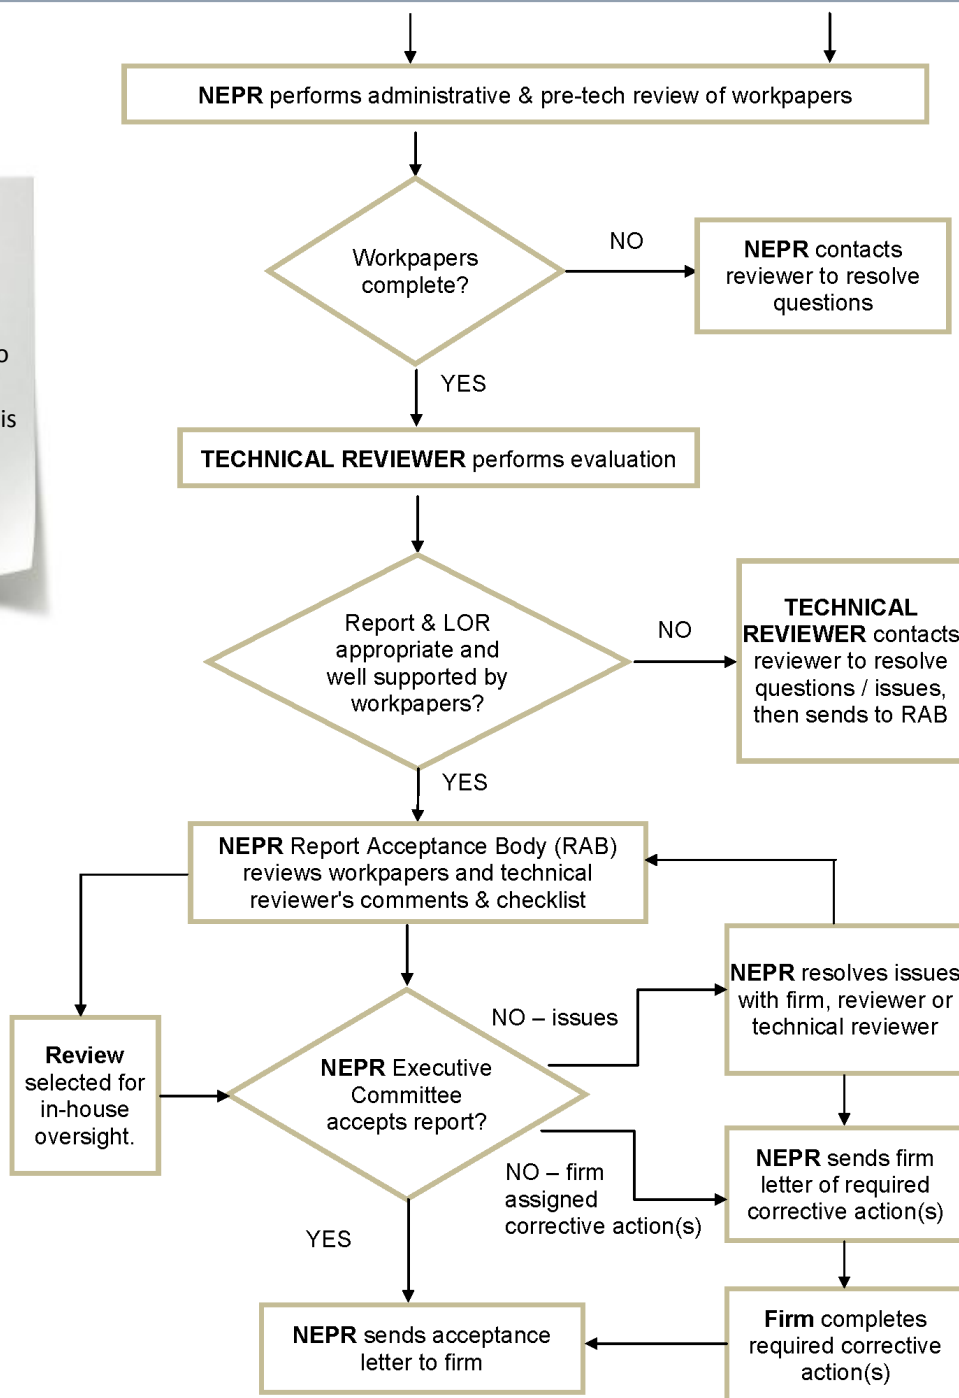 NEPR performs administrative & pre-tech review of workpapers
Workpapers
complete?
NO
NEPR contacts
reviewer to resolve
questions
o
is
YES
TECHNICAL REVIEWER performs evaluation
Report & LOR
appropriate and
well supported by
workpapers?
NO
TECHNICAL
REVIEWER contacts
reviewer to resolve
questions / issues,
then sends to RAB
YES
NEPR Report Acceptance Body (RAB)
reviews workpapers and technical
reviewer's comments & checklist
NEPR resolves issues
with firm, reviewer or
technical reviewer
NO – issues
Review
selected for
in-house
oversight.
NEPR Executive
Committee
accepts report?
NO – firm
assigned
corrective action(s)
NEPR sends firm
letter of required
corrective action(s)
YES
NEPR sends acceptance
letter to firm
Firm completes
required corrective
action(s)